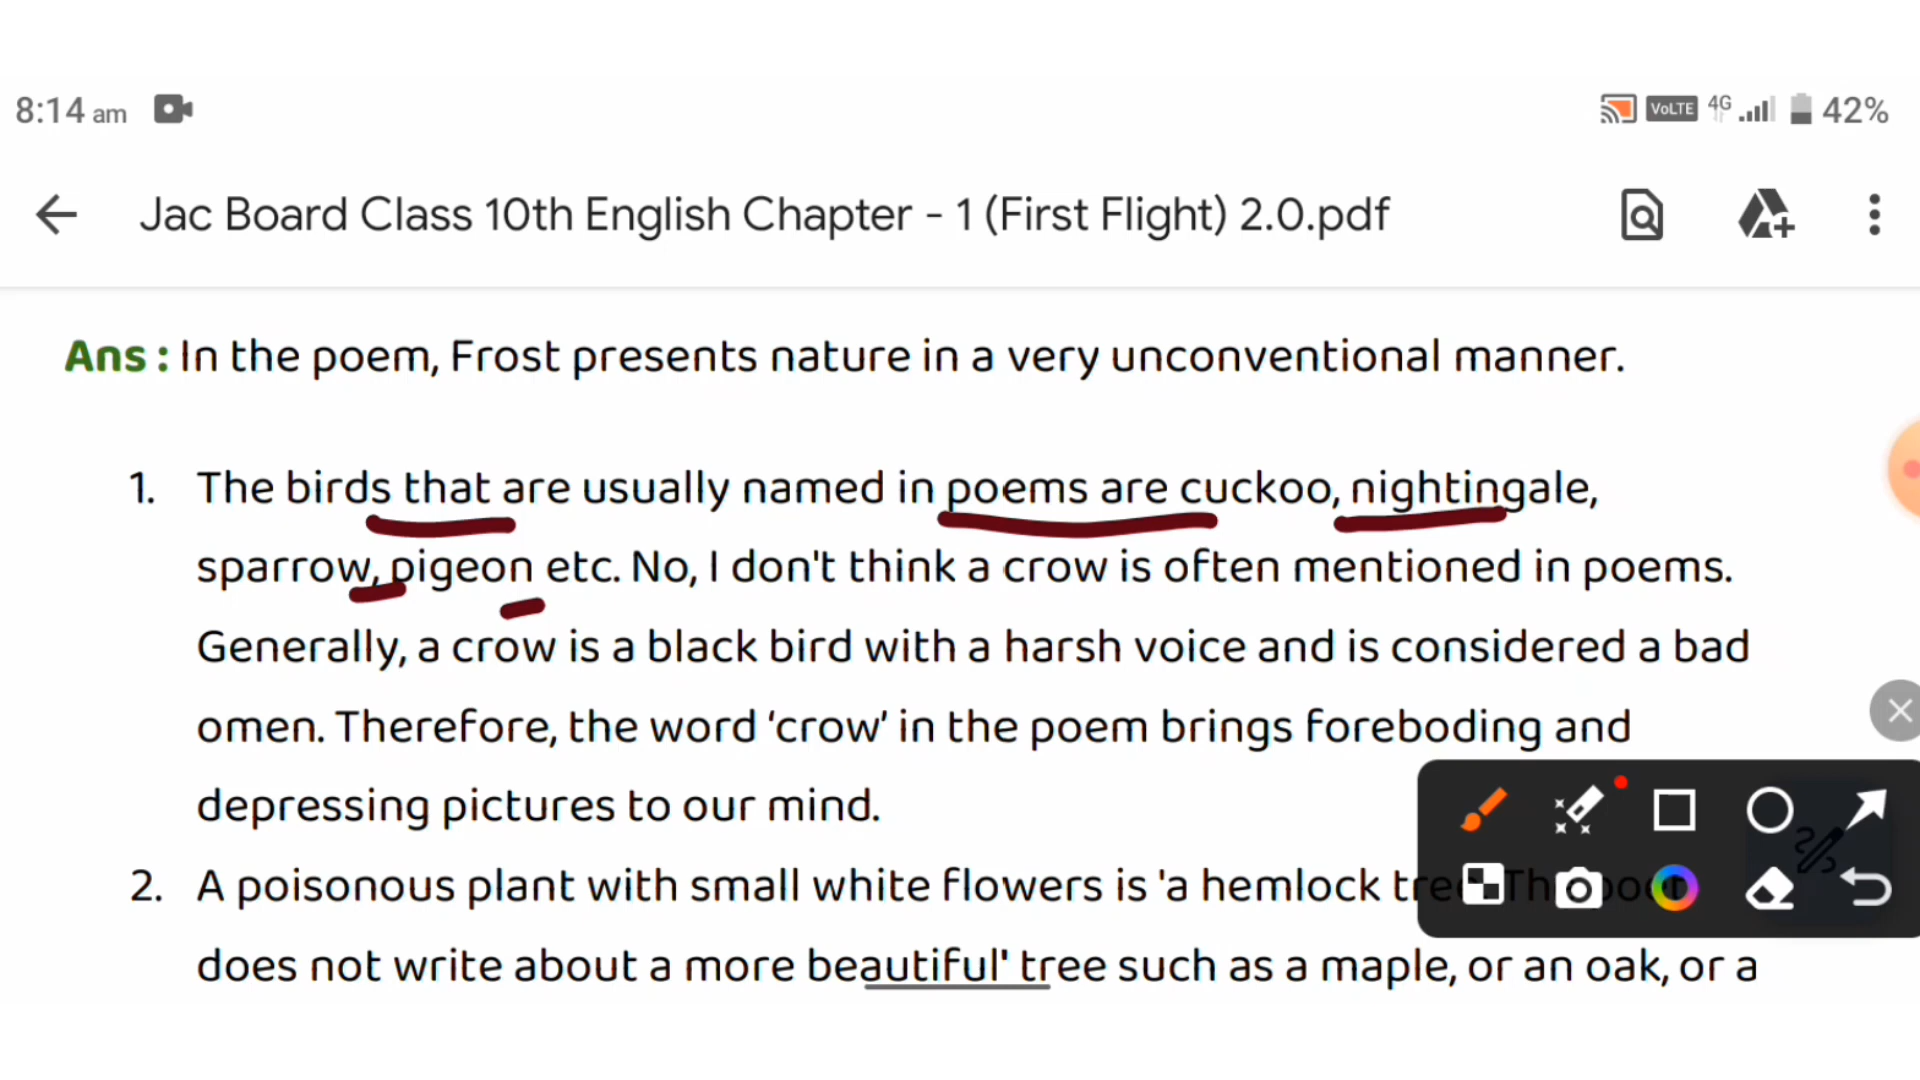 8:14 am VoLTE 4G 42%
Jac Board Class 10th English Chapter - 1 (First Flight) 2.0.pdf
Ans : In the poem, Frost presents nature in a very unconventional manner.
1. The birds that are usually named in poems are cuckoo, nightingale,
sparrow, pigeon etc. No, I don't think a crow is often mentioned in poems.
Generally, a crow is a black bird with a harsh voice and is considered a bad
omen. Therefore, the word ‘crow’ in the poem brings foreboding and
depressing pictures to our mind.
2. A poisonous plant with small white flowers is 'a hemlock
does not write about a more beautiful' tree such as a maple, or an oak, or a